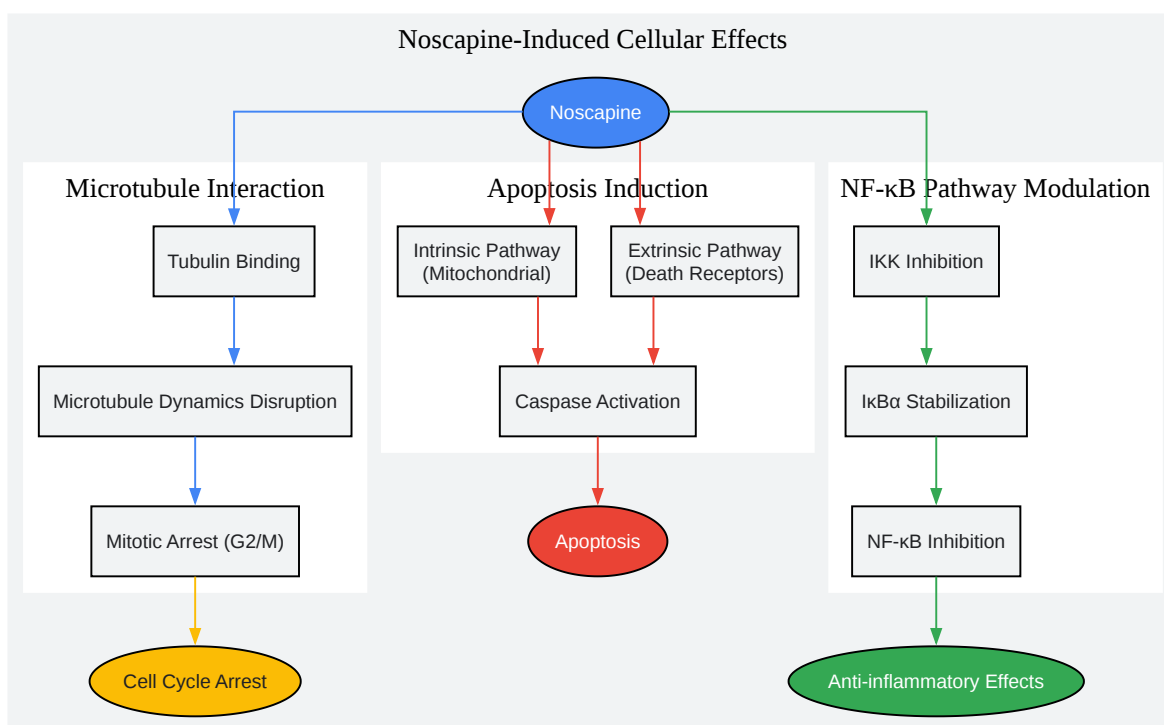 Noscapine-Induced Cellular Effects
Noscapine
Microtubule Interaction
Tubulin Binding
Microtubule Dynamics Disruption
Mitotic Arrest (G2/M)
Cell Cycle Arrest
Apoptosis Induction
Intrinsic Pathway
(Mitochondrial)
Extrinsic Pathway
(Death Receptors)
Caspase Activation
Apoptosis
NF-κB Pathway Modulation
IKK Inhibition
IκBα Stabilization
NF-κB Inhibition
Anti-inflammatory Effects